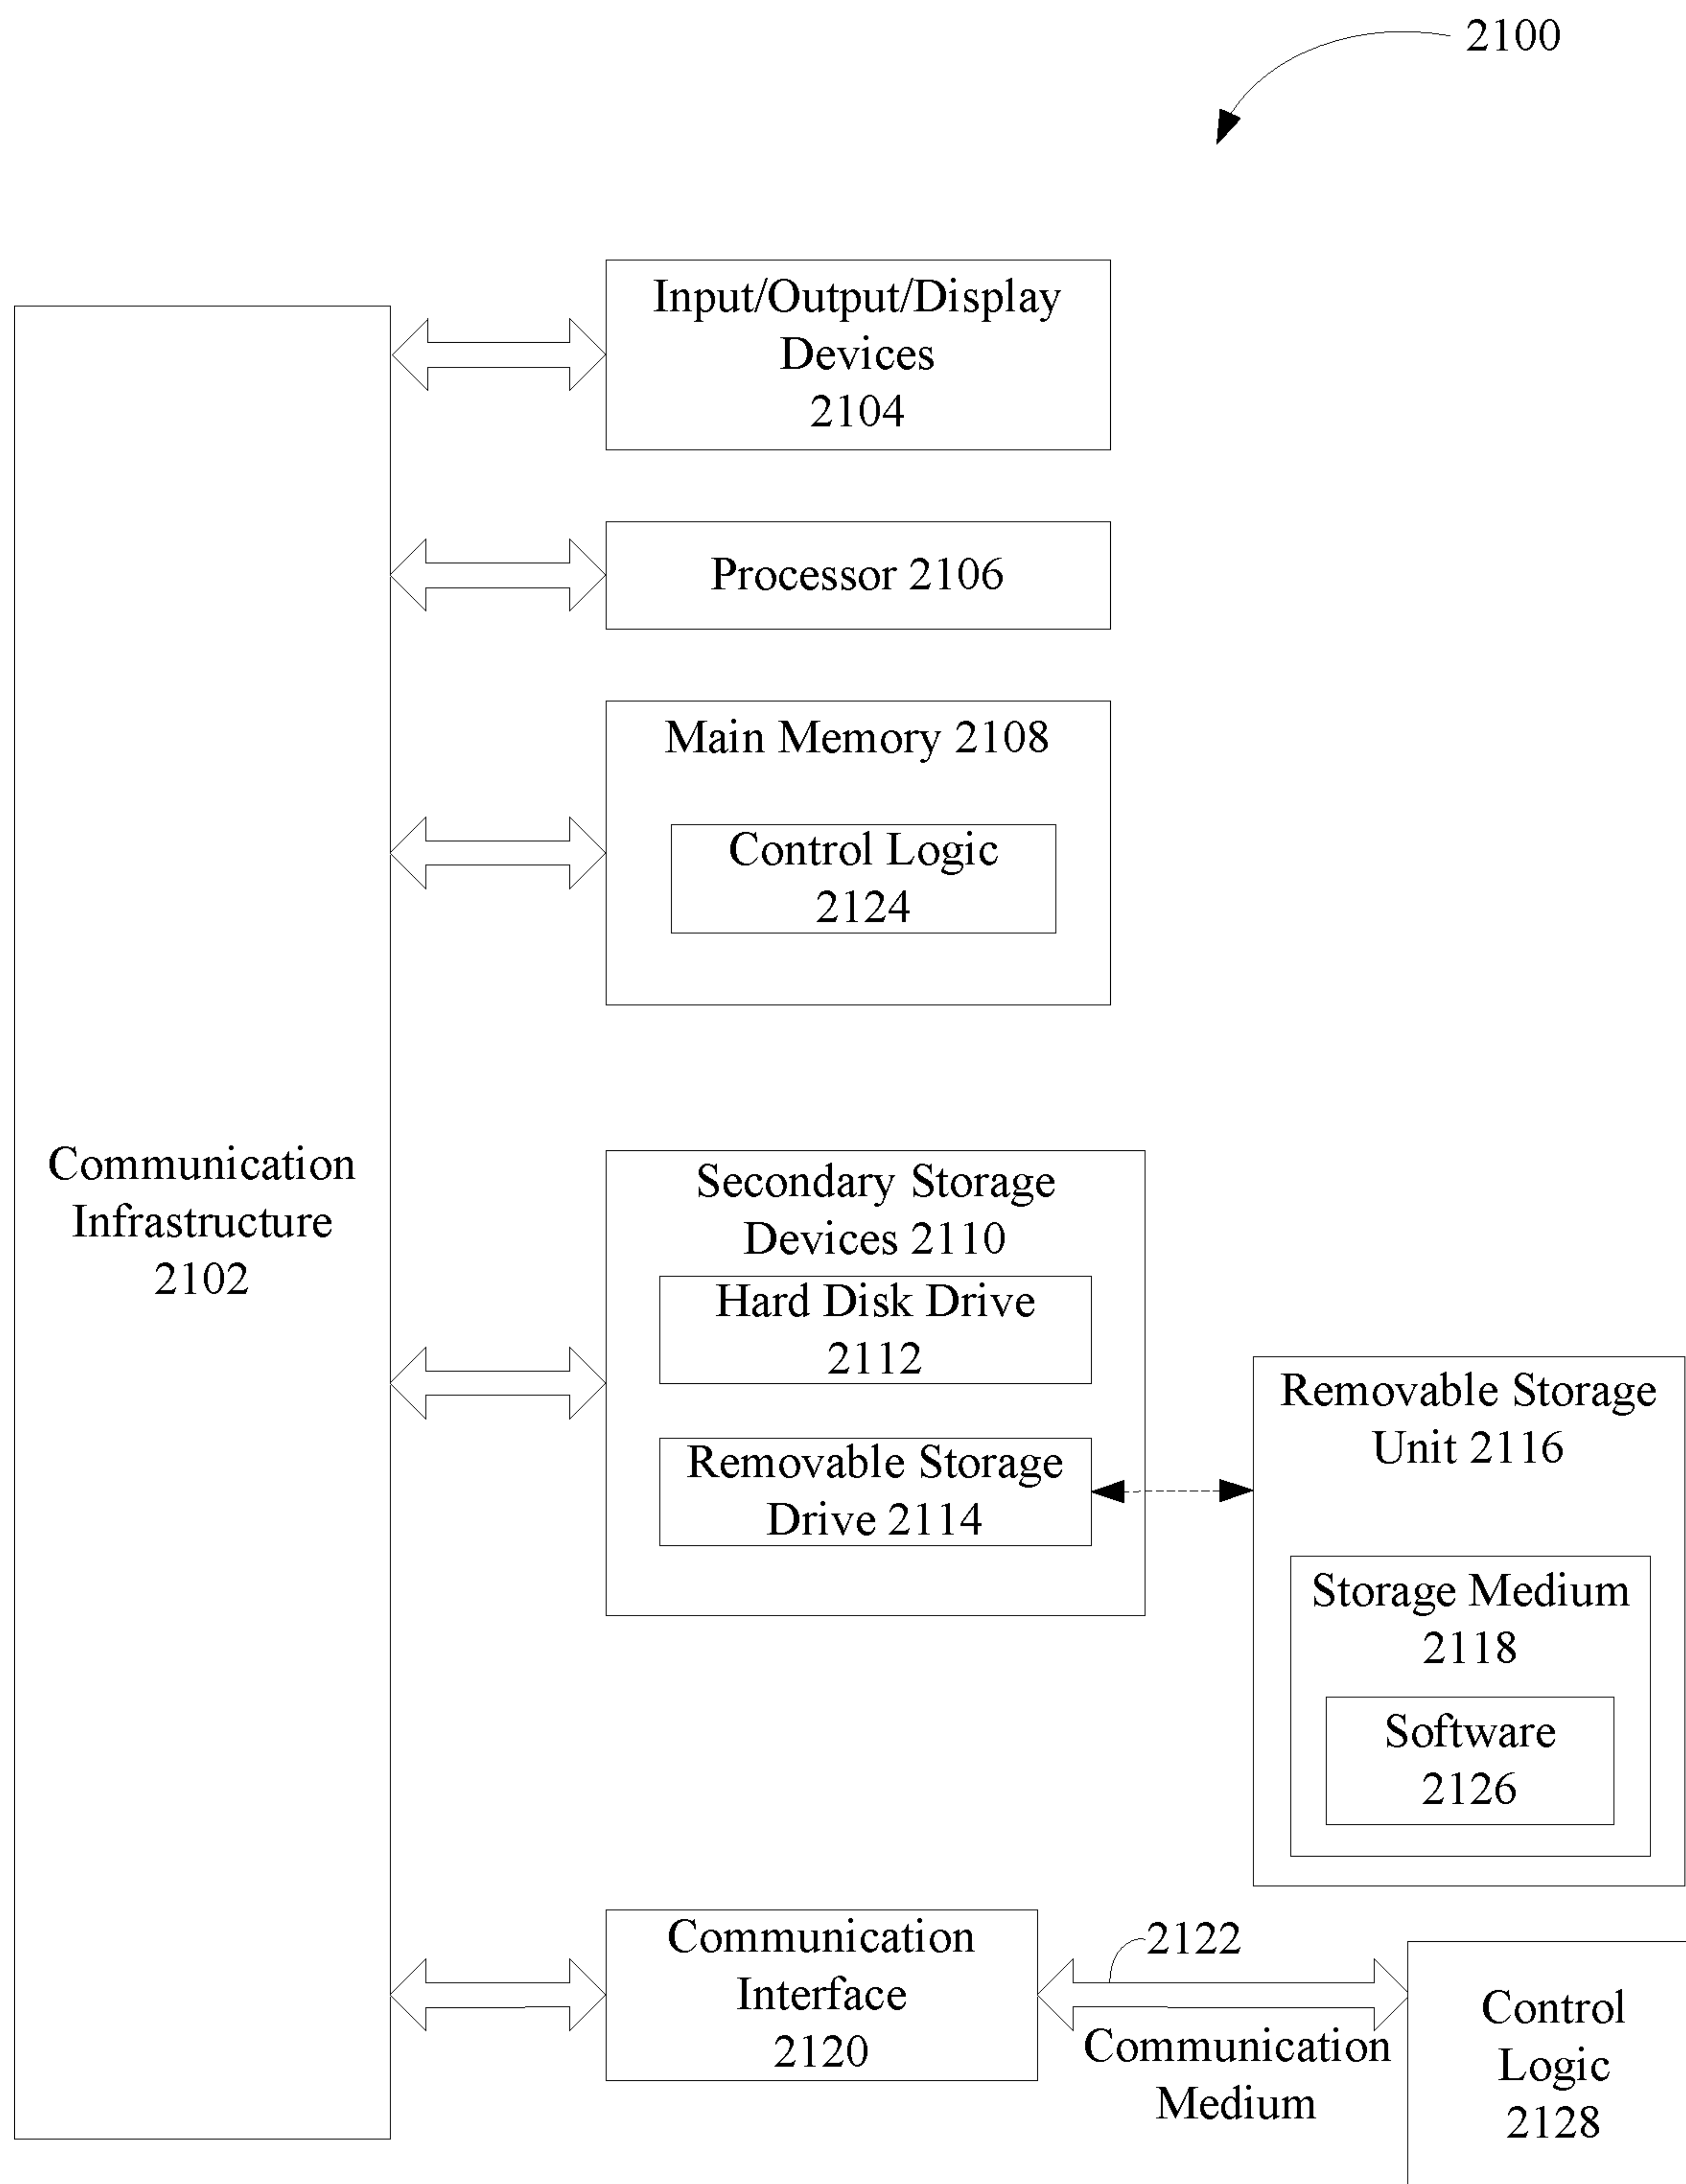 2100
Input/Output/Display
Devices
2104
Processor 2106
Main Memory 2108
Control Logic
2124
Communication
Infrastructure
2102
Secondary Storage
Devices 2110
Hard Disk Drive
2112
Removable Storage
Drive 2114
Removable Storage
Unit 2116
Storage Medium
2118
Software
2126
Communication
Interface
2120
2122
Communication
Medium
Control
Logic
2128